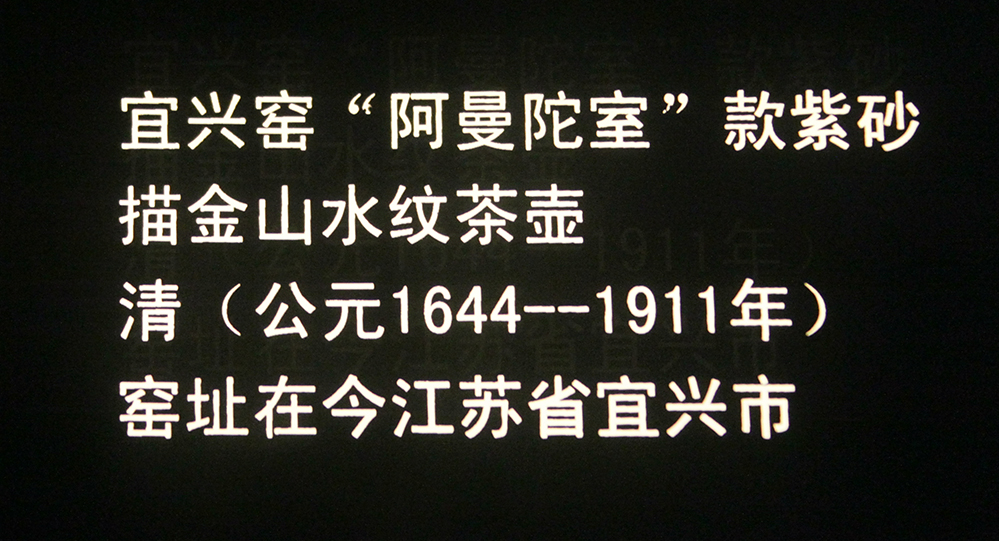 宜兴窑“阿曼陀室”款紫砂
描金山水纹茶壶
清（公元1644--1911年）
窑址在今江苏省宜兴市